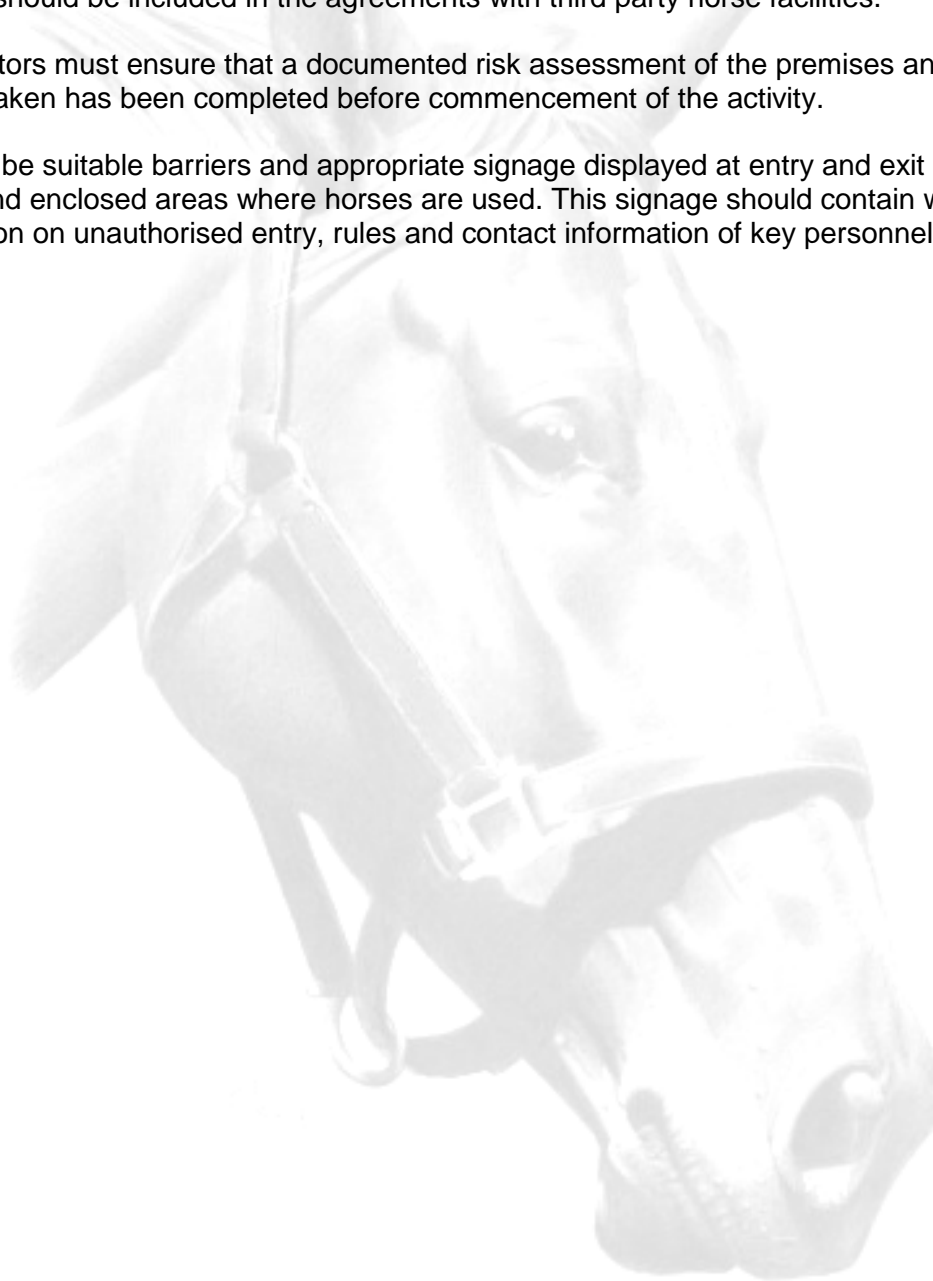 should be included in the agreements with third party horse facilities.
tors must ensure that a documented risk assessment of the premises an
aken has been completed before commencement of the activity.
be suitable barriers and appropriate signage displayed at entry and exit
nd enclosed areas where horses are used. This signage should contain w
on on unauthorised entry, rules and contact information of key personnel